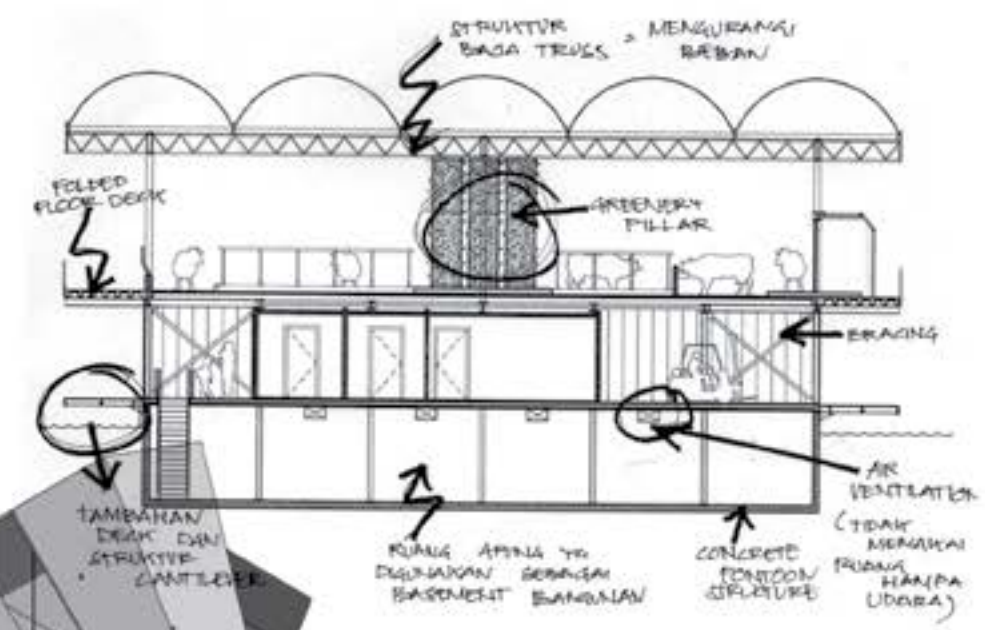 STRUKTUR
BAJA TRUSS = MENGURANGI
BEBAN
FOLDED
FLOOR DECK
GREENERY
PILLAR
BRACING
AIR
VENTILATION
(TIDAK
MEMAKAI
RUANG
HAMPA
UDARA)
TAMBAHAN
DECK DAN
STRUKTUR
CANTILEVER
RUANG APUNG YG
DIGUNAKAN SEBAGAI
BASEMENT BANGUNAN
CONCRETE
PONTOON
STRUCTURE